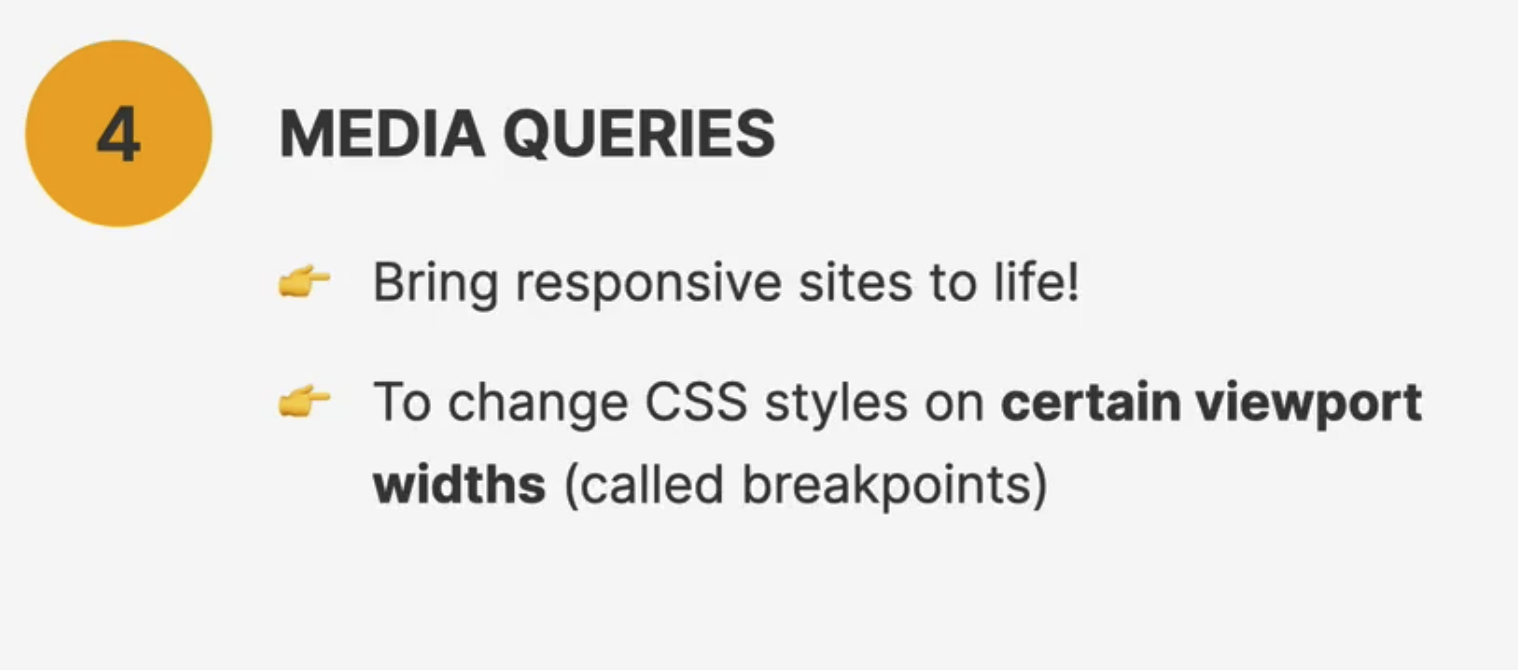 4
MEDIA QUERIES
👉 Bring responsive sites to life!
👉 To change CSS styles on certain viewport
widths (called breakpoints)